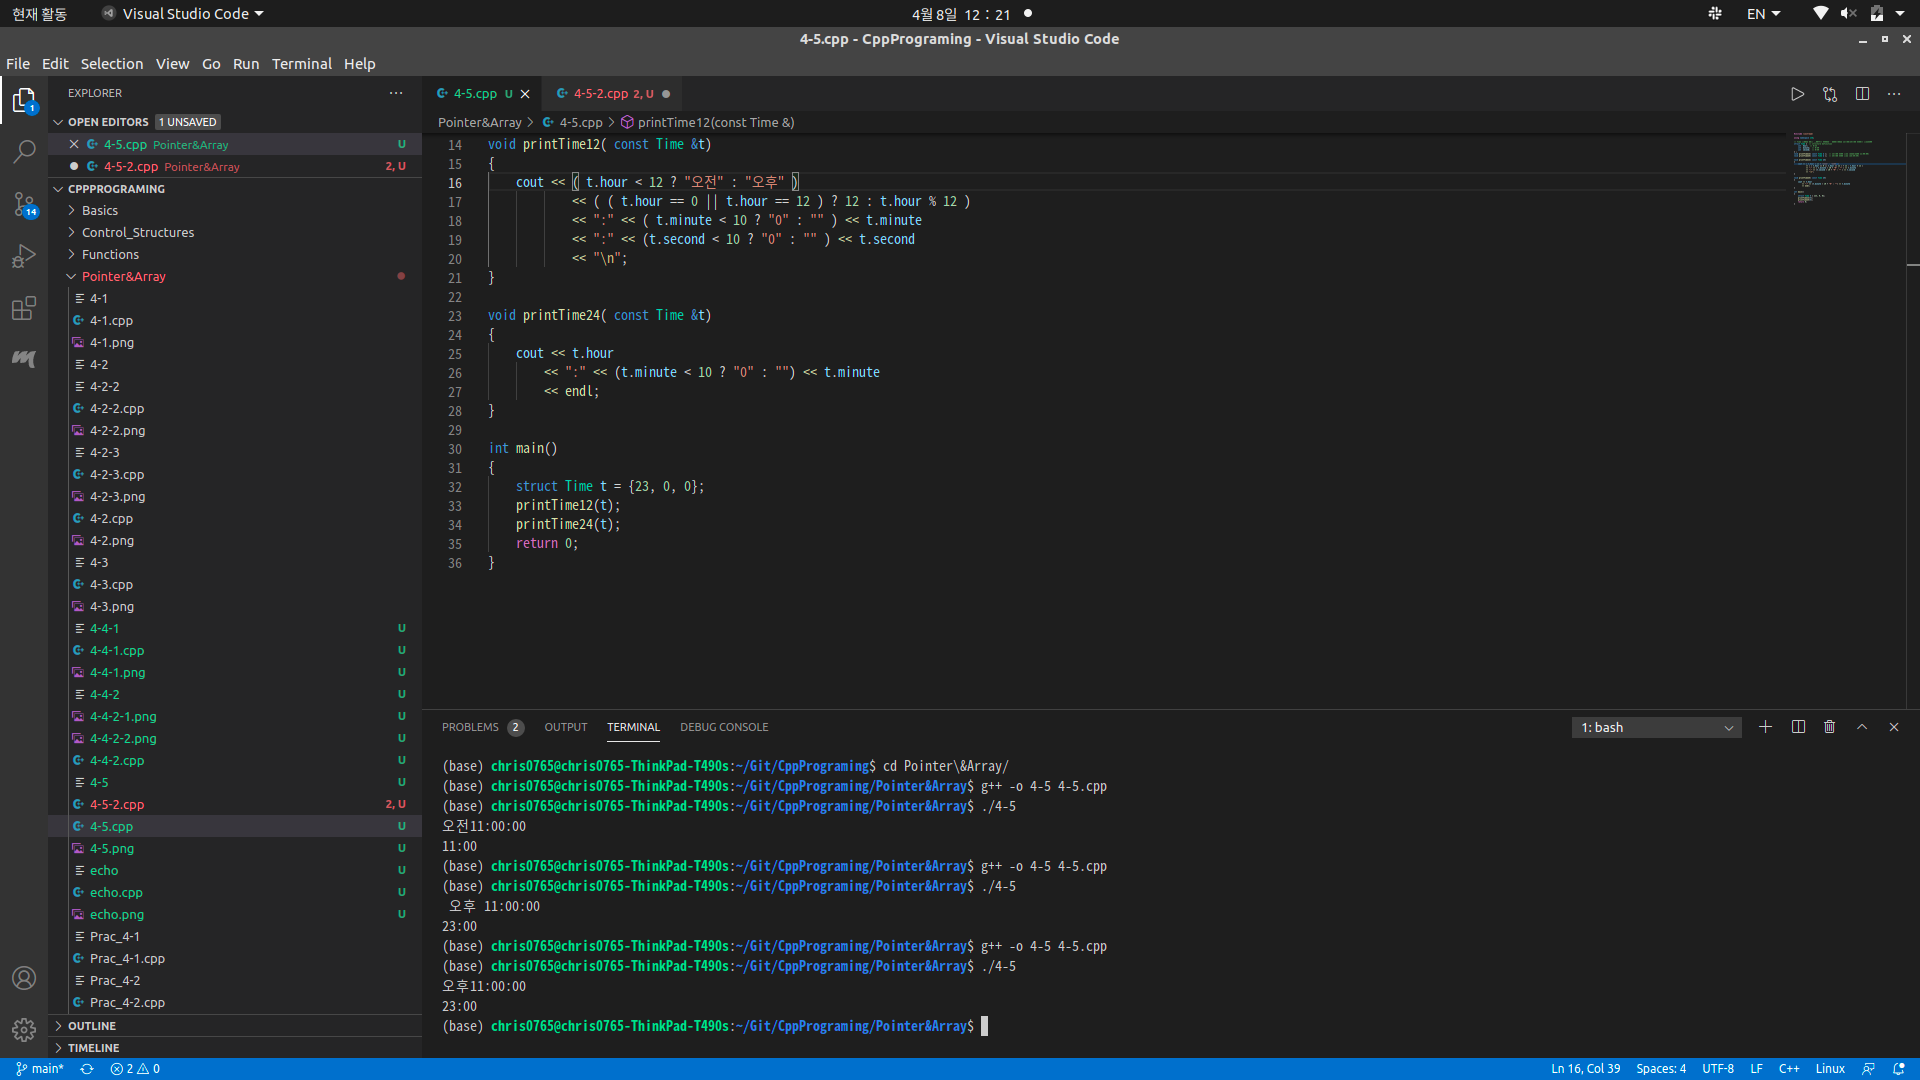 현재 활동
Visual Studio Code
4월 8일 12 : 21
EN
4-5.cpp - CppPrograming - Visual Studio Code
File Edit Selection View Go Run Terminal Help
EXPLORER
OPEN EDITORS 1 UNSAVED
4-5.cpp Pointer&Array U
4-5-2.cpp Pointer&Array 2, U
CPPPROGRAMING
Basics
Control_Structures
Functions
Pointer&Array
4-1
4-1.cpp
4-1.png
4-2
4-2-2
4-2-2.cpp
4-2-2.png
4-2-3
4-2-3.cpp
4-2-3.png
4-2.cpp
4-2.png
4-3
4-3.cpp
4-3.png
4-4-1 U
4-4-1.cpp U
4-4-1.png U
4-4-2 U
4-4-2-1.png U
4-4-2-2.png U
4-4-2.cpp U
4-5 U
4-5-2.cpp 2, U
4-5.cpp U
4-5.png U
echo U
echo.cpp U
echo.png U
Prac_4-1
Prac_4-1.cpp
Prac_4-2
Prac_4-2.cpp
OUTLINE
TIMELINE
1
14
4-5.cpp U
4-5-2.cpp 2, U
Pointer&Array > 4-5.cpp > printTime12(const Time &)
14 void printTime12( const Time &t)
15 {
16 cout << ( t.hour < 12 ? "오전" : "오후" )
17 << ( ( t.hour == 0 || t.hour == 12 ) ? 12 : t.hour % 12 )
18 << ":" << ( t.minute < 10 ? "0" : "" ) << t.minute
19 << ":" << (t.second < 10 ? "0" : "" ) << t.second
20 << "\n";
21 }
22
23 void printTime24( const Time &t)
24 {
25 cout << t.hour
26 << ":" << (t.minute < 10 ? "0" : "") << t.minute
27 << endl;
28 }
29
30 int main()
31 {
32 struct Time t = {23, 0, 0};
33 printTime12(t);
34 printTime24(t);
35 return 0;
36 }
PROBLEMS 2 OUTPUT TERMINAL DEBUG CONSOLE
1: bash
(base) chris0765@chris0765-ThinkPad-T490s:~/Git/CppPrograming$ cd Pointer\&Array/
(base) chris0765@chris0765-ThinkPad-T490s:~/Git/CppPrograming/Pointer&Array$ g++ -o 4-5 4-5.cpp
(base) chris0765@chris0765-ThinkPad-T490s:~/Git/CppPrograming/Pointer&Array$ ./4-5
오전11:00:00
11:00
(base) chris0765@chris0765-ThinkPad-T490s:~/Git/CppPrograming/Pointer&Array$ g++ -o 4-5 4-5.cpp
(base) chris0765@chris0765-ThinkPad-T490s:~/Git/CppPrograming/Pointer&Array$ ./4-5
오후 11:00:00
23:00
(base) chris0765@chris0765-ThinkPad-T490s:~/Git/CppPrograming/Pointer&Array$ g++ -o 4-5 4-5.cpp
(base) chris0765@chris0765-ThinkPad-T490s:~/Git/CppPrograming/Pointer&Array$ ./4-5
오후11:00:00
23:00
(base) chris0765@chris0765-ThinkPad-T490s:~/Git/CppPrograming/Pointer&Array$
main* 2 0
Ln 16, Col 39 Spaces: 4 UTF-8 LF C++ Linux